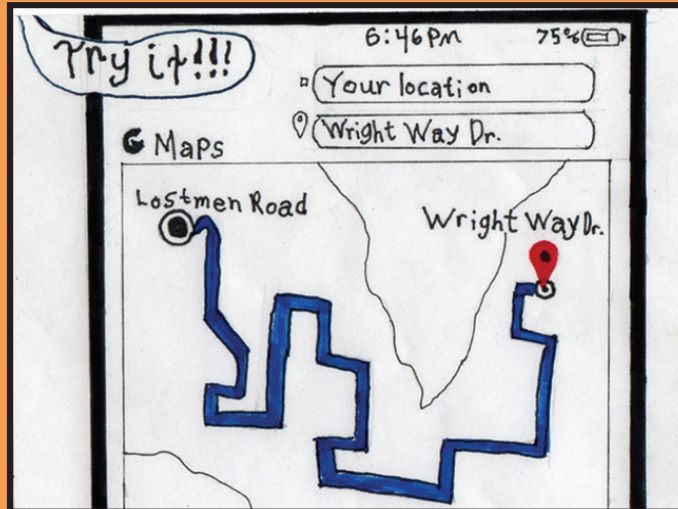 Try it!!!
6:46PM 75%
Your location
Wright Way Dr.
G Maps
Lostmen Road
Wright Way Dr.